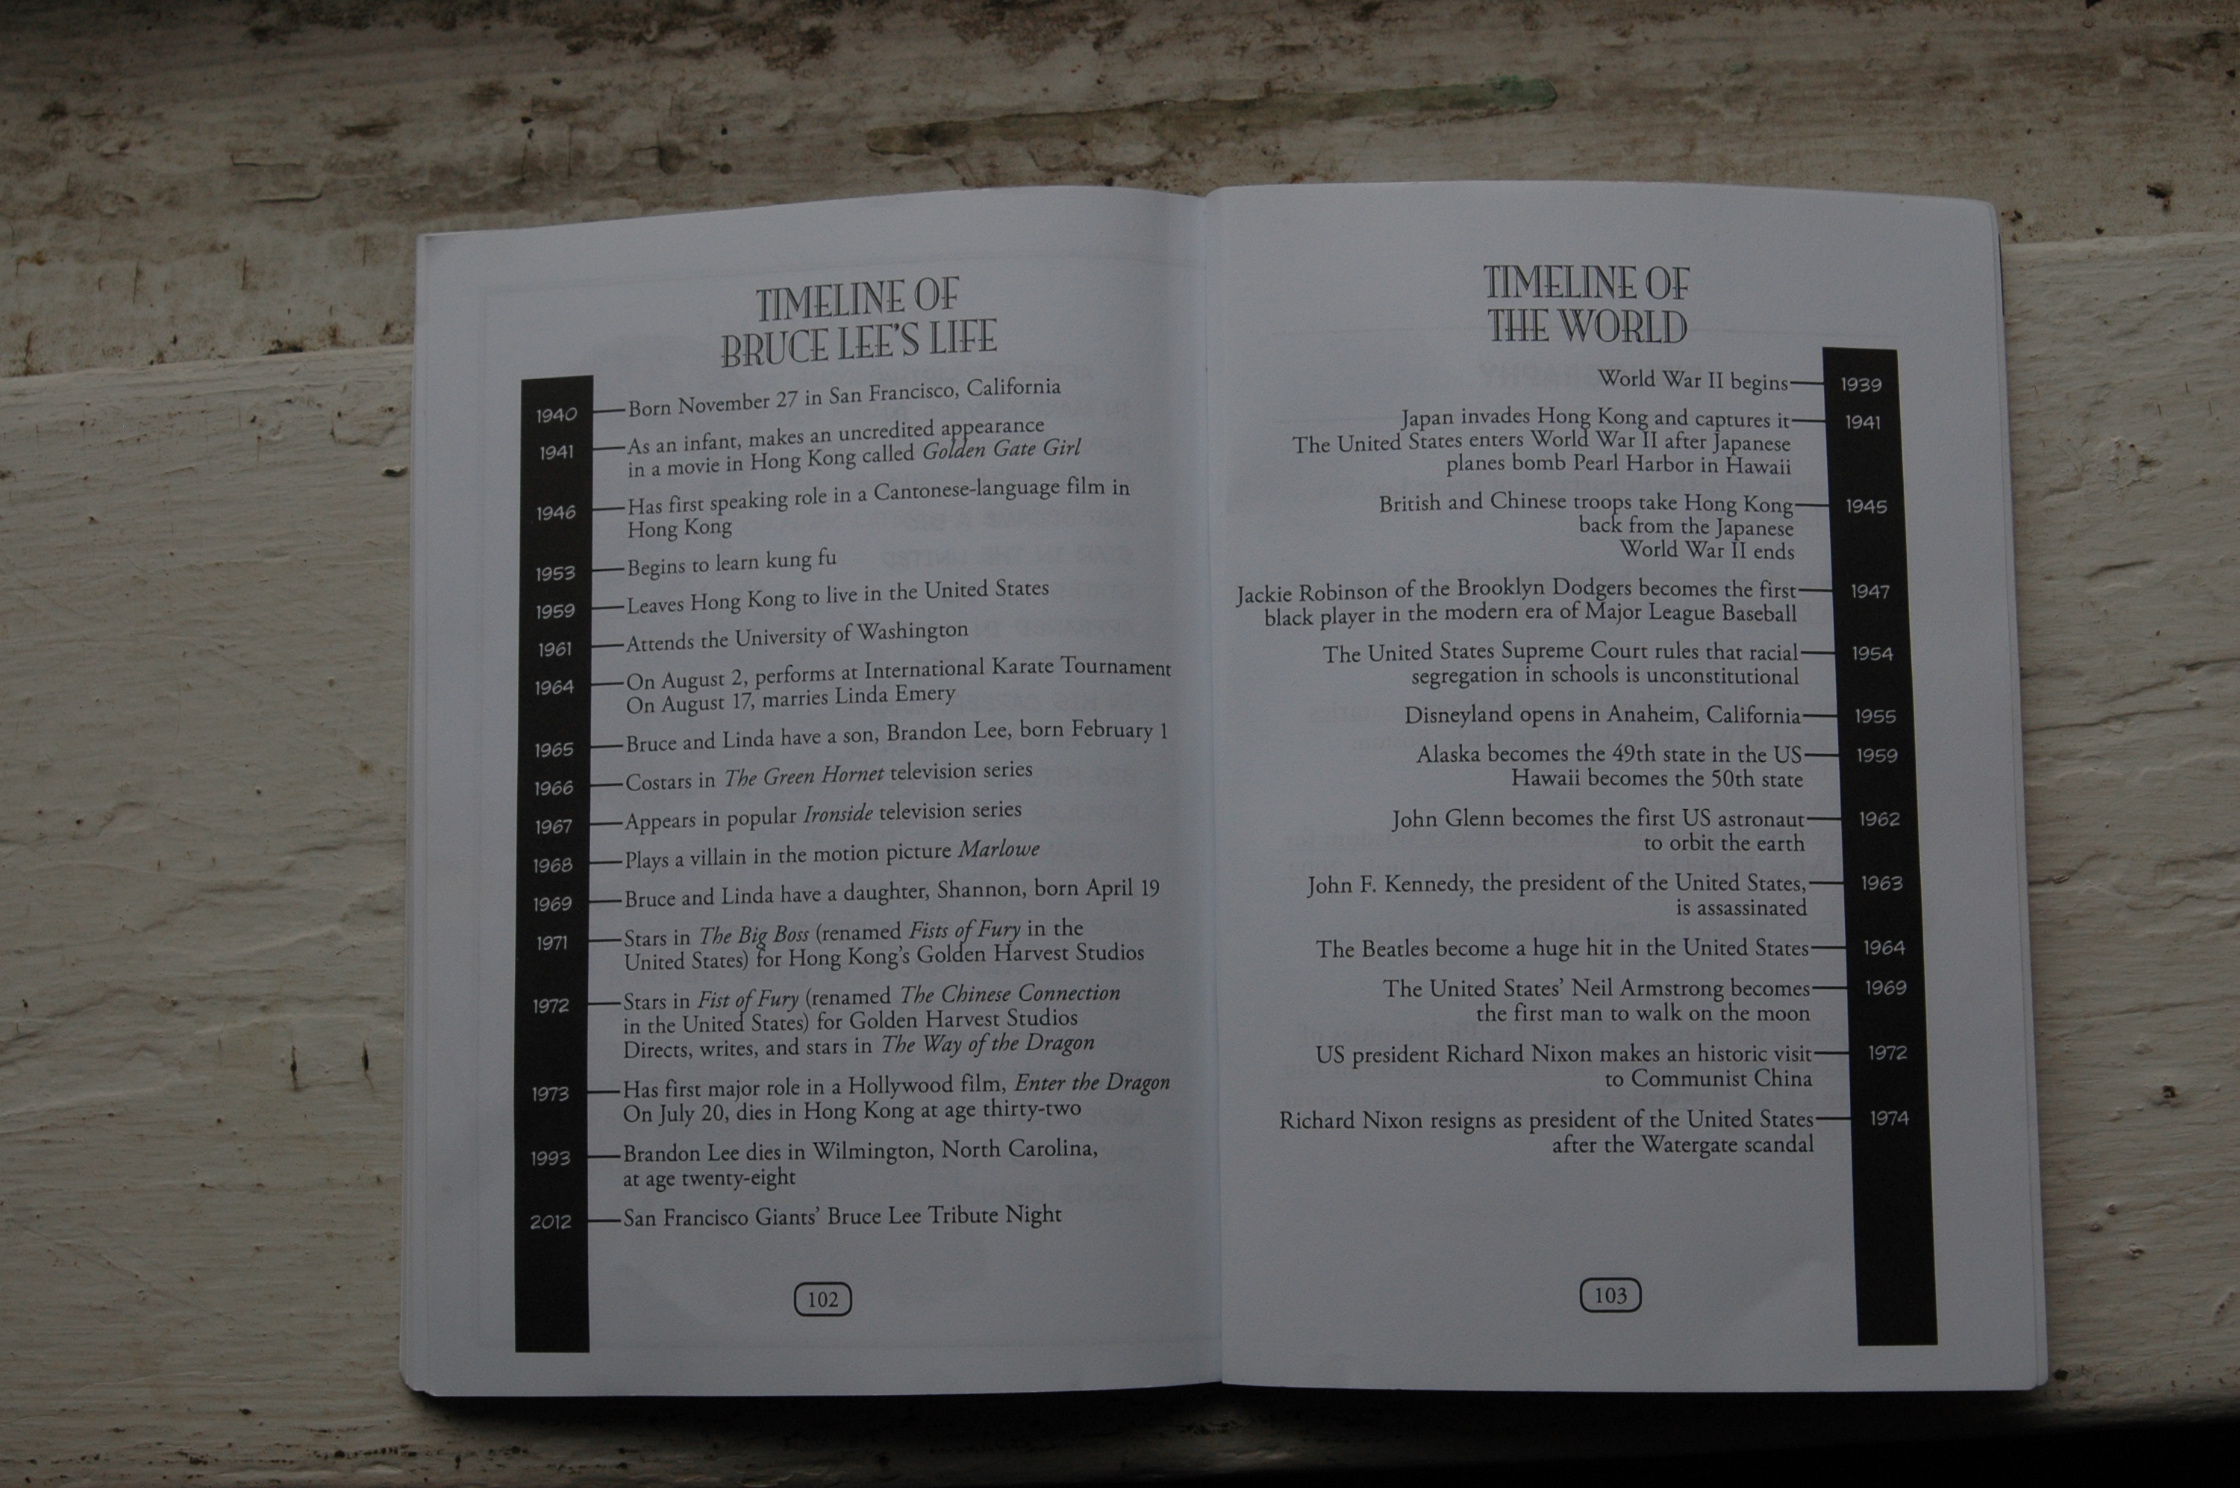 TIMELINE OF
BRUCE LEE'S LIFE
1940 Born November 27 in San Francisco, California
1941 As an infant, makes an uncredited appearance
in a movie in Hong Kong called Golden Gate Girl
1946 Has first speaking role in a Cantonese-language film in
Hong Kong
1953 Begins to learn kung fu
1959 Leaves Hong Kong to live in the United States
1961 Attends the University of Washington
1964 On August 2, performs at International Karate Tournament
On August 17, marries Linda Emery
1965 Bruce and Linda have a son, Brandon Lee, born February 1
1966 Costars in The Green Hornet television series
1967 Appears in popular Ironside television series
1968 Plays a villain in the motion picture Marlowe
1969 Bruce and Linda have a daughter, Shannon, born April 19
1971 Stars in The Big Boss (renamed Fists of Fury in the
United States) for Hong Kong's Golden Harvest Studios
1972 Stars in Fist of Fury (renamed The Chinese Connection
in the United States) for Golden Harvest Studios
Directs, writes, and stars in The Way of the Dragon
1973 Has first major role in a Hollywood film, Enter the Dragon
On July 20, dies in Hong Kong at age thirty-two
1993 Brandon Lee dies in Wilmington, North Carolina,
at age twenty-eight
2012 San Francisco Giants' Bruce Lee Tribute Night
102
TIMELINE OF
THE WORLD
World War II begins 1939
Japan invades Hong Kong and captures it 1941
The United States enters World War II after Japanese
planes bomb Pearl Harbor in Hawaii
British and Chinese troops take Hong Kong 1945
back from the Japanese
World War II ends
Jackie Robinson of the Brooklyn Dodgers becomes the first 1947
black player in the modern era of Major League Baseball
The United States Supreme Court rules that racial 1954
segregation in schools is unconstitutional
Disneyland opens in Anaheim, California 1955
Alaska becomes the 49th state in the US 1959
Hawaii becomes the 50th state
John Glenn becomes the first US astronaut 1962
to orbit the earth
John F. Kennedy, the president of the United States, 1963
is assassinated
The Beatles become a huge hit in the United States 1964
The United States' Neil Armstrong becomes 1969
the first man to walk on the moon
US president Richard Nixon makes an historic visit 1972
to Communist China
Richard Nixon resigns as president of the United States 1974
after the Watergate scandal
103